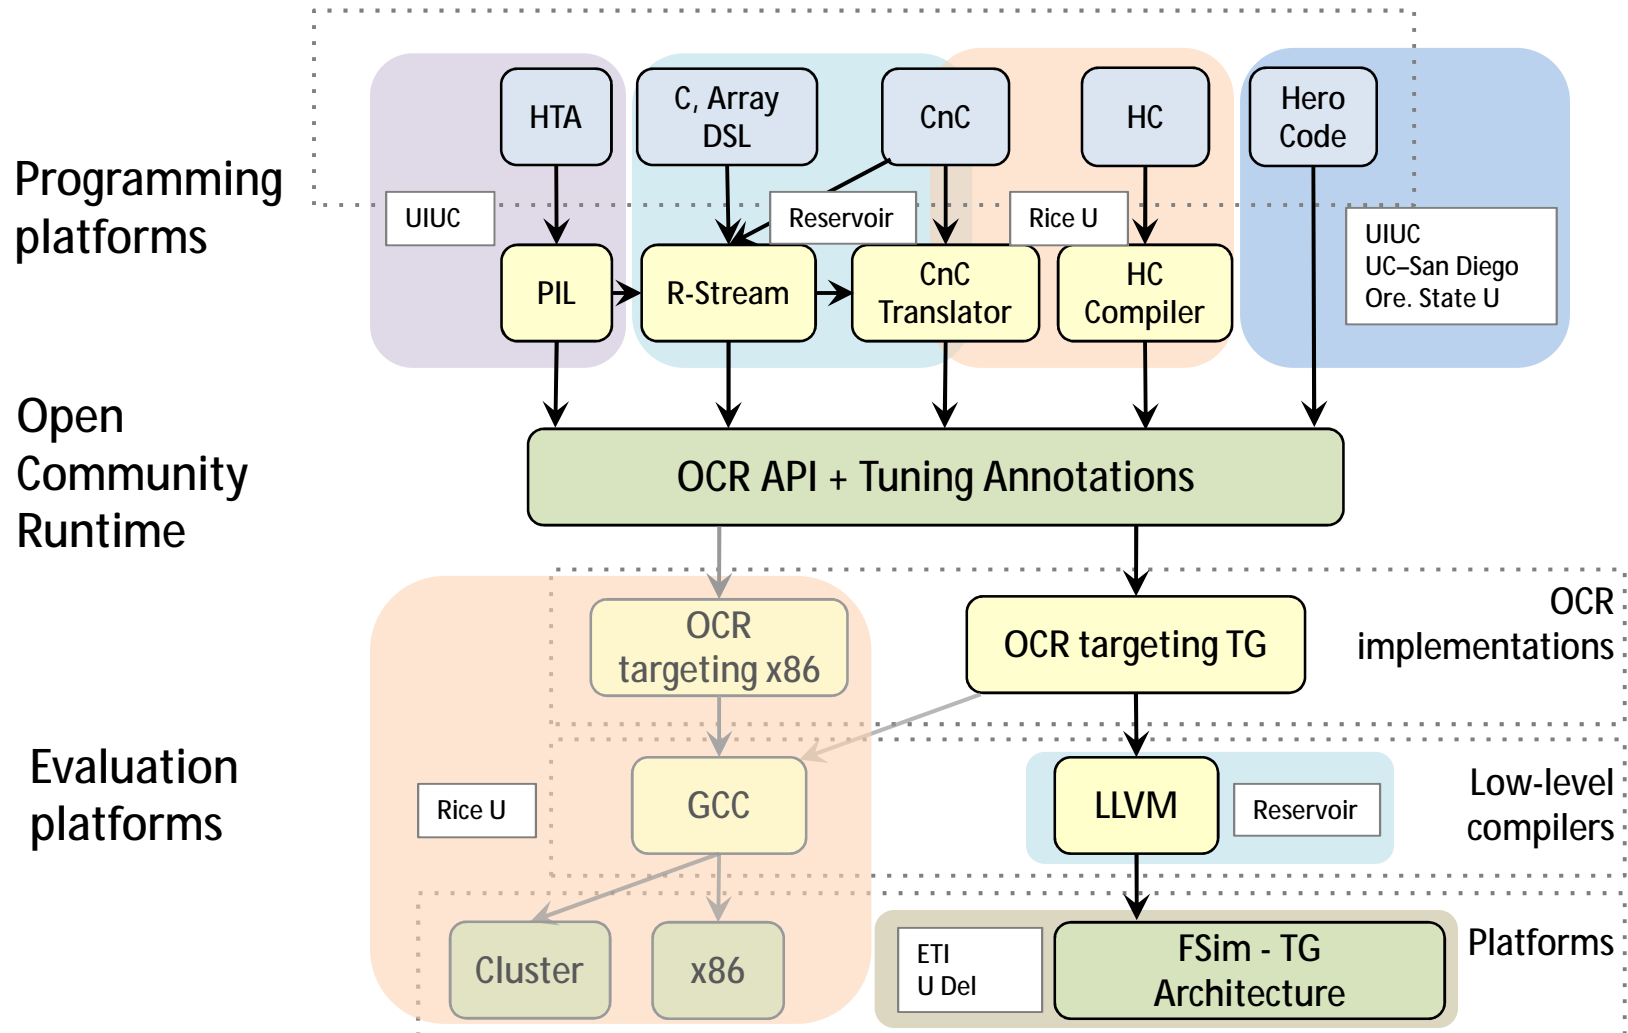 HTA
C, Array
DSL
CnC
HC
Hero
Code
Programming
platforms
UIUC
Reservoir
Rice U
UIUC
UC–San Diego
Ore. State U
PIL
R-Stream
CnC
Translator
HC
Compiler
Open
Community
Runtime
OCR API + Tuning Annotations
OCR
targeting x86
OCR targeting TG
OCR
implementations
Evaluation
platforms
Rice U
GCC
LLVM
Reservoir
Low-level
compilers
Cluster
x86
ETI
U Del
FSim - TG
Architecture
Platforms